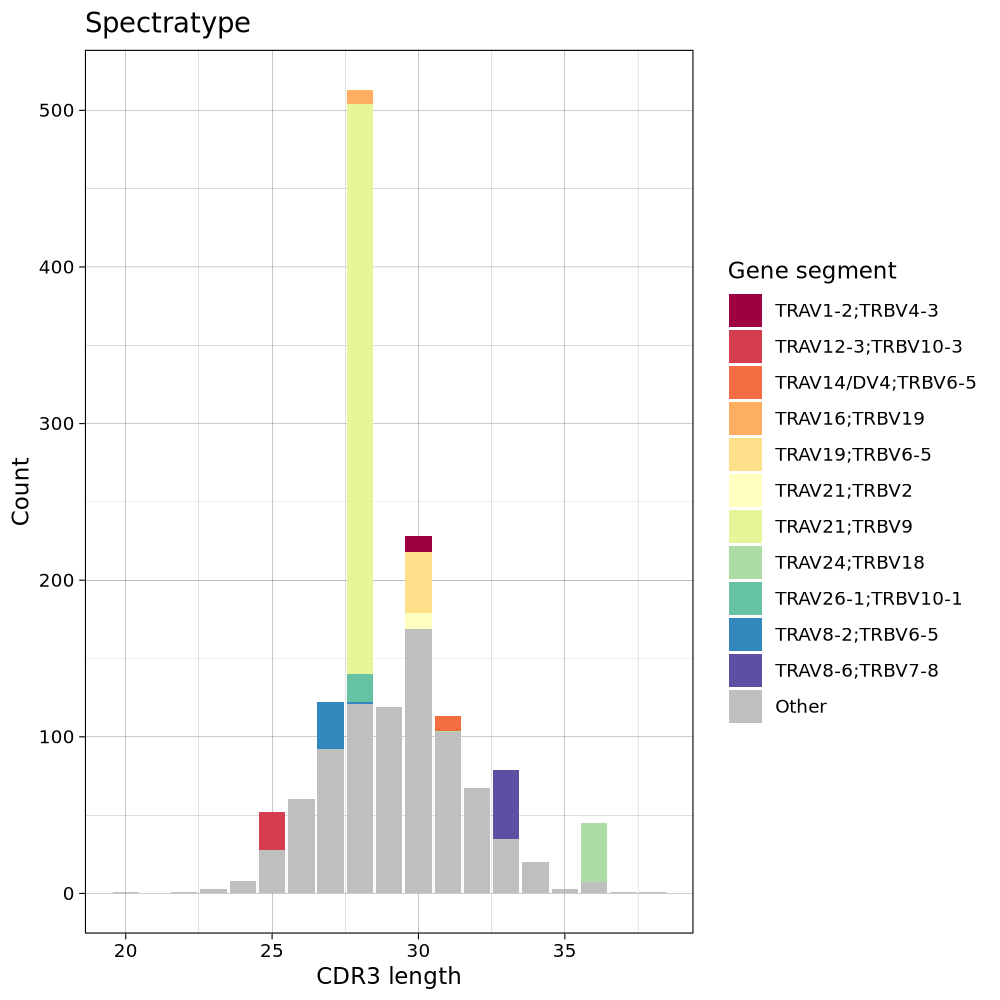 Spectratype
500
400
300
200
100
0
Count
20
25
30
35
CDR3 length
Gene segment
TRAV1-2;TRBV4-3
TRAV12-3;TRBV10-3
TRAV14/DV4;TRBV6-5
TRAV16;TRBV19
TRAV19;TRBV6-5
TRAV21;TRBV2
TRAV21;TRBV9
TRAV24;TRBV18
TRAV26-1;TRBV10-1
TRAV8-2;TRBV6-5
TRAV8-6;TRBV7-8
Other